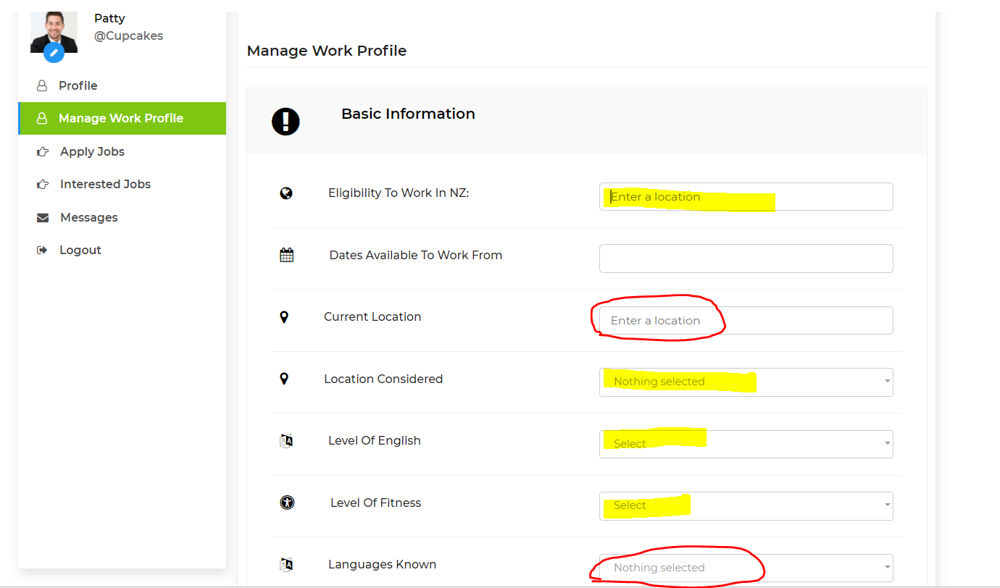 Patty
@Cupcakes
Profile
Manage Work Profile
Apply Jobs
Interested Jobs
Messages
Logout
Manage Work Profile
Basic Information
Eligibility To Work In NZ:
Enter a location
Dates Available To Work From
Current Location
Enter a location
Location Considered
Nothing selected
Level Of English
Select
Level Of Fitness
Select
Languages Known
Nothing selected